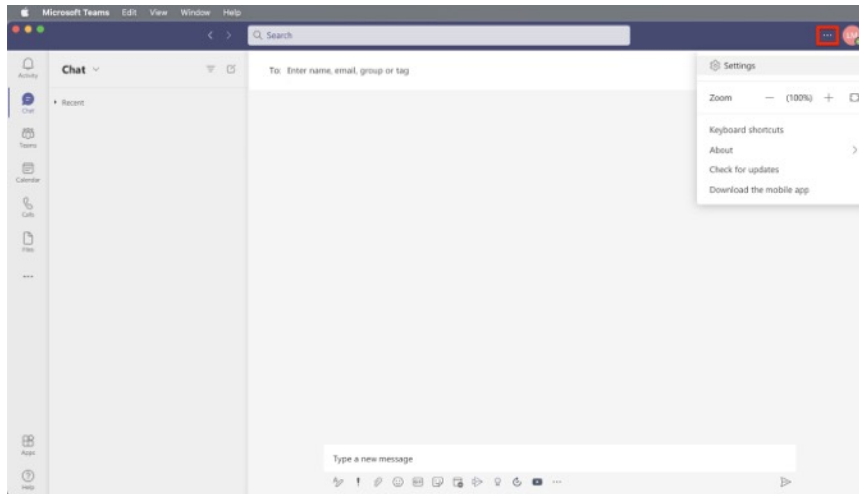 Microsoft Teams Edit View Window Help
Search
LM
Activity
Chat
To: Enter name, email, group or tag
Settings
Chat
Recent
Zoom (100%)
Teams
Keyboard shortcuts
About
Calendar
Check for updates
Download the mobile app
Calls
Files
Apps
Type a new message
Help